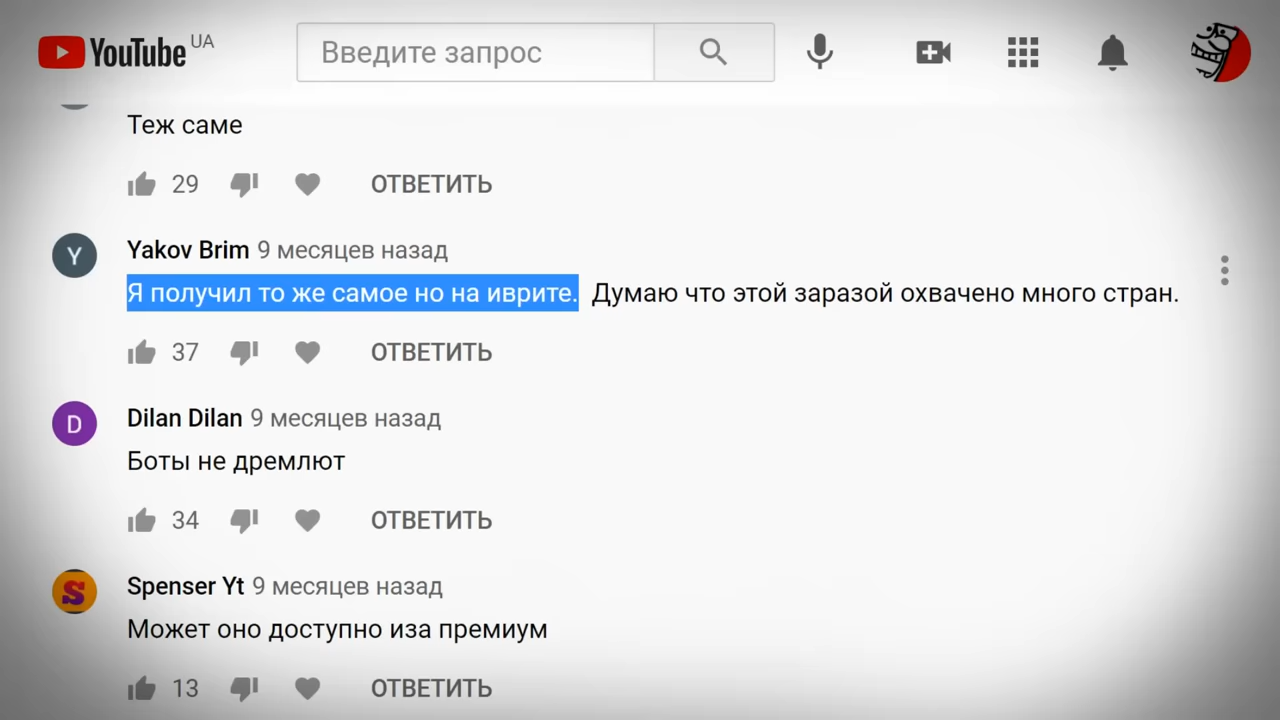 YouTube UA
Введите запрос
Теж саме
29 ОТВЕТИТЬ
Y
Yakov Brim 9 месяцев назад
Я получил то же самое но на иврите. Думаю что этой заразой охвачено много стран.
37 ОТВЕТИТЬ
D
Dilan Dilan 9 месяцев назад
Боты не дремлют
34 ОТВЕТИТЬ
S
Spenser Yt 9 месяцев назад
Может оно доступно иза премиум
13 ОТВЕТИТЬ